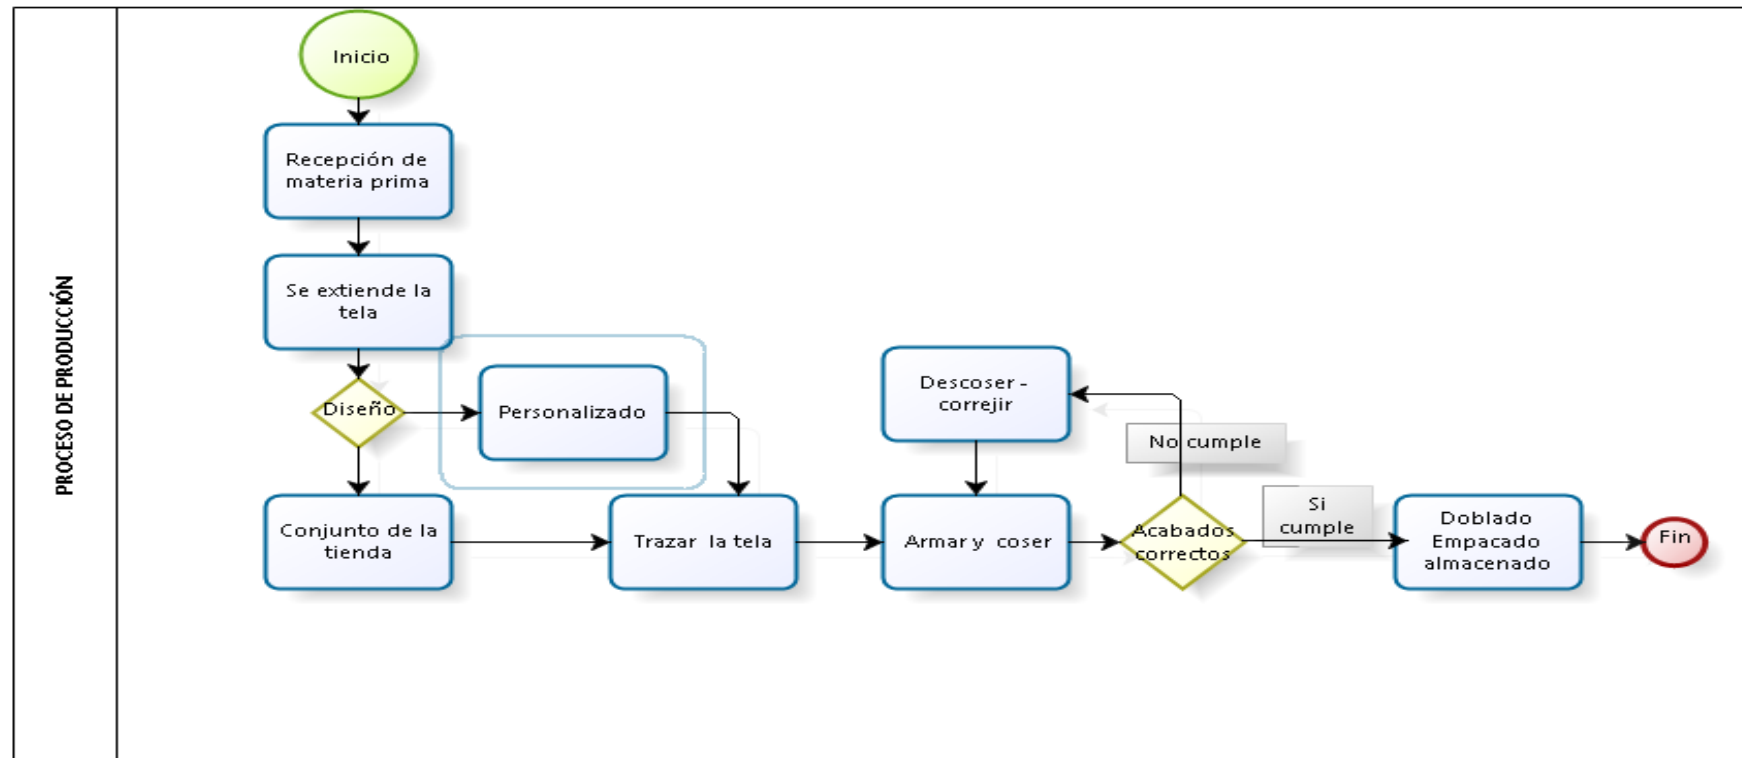 PROCESO DE PRODUCCIÓN
Inicio
Recepción de
materia prima
Se extiende la
tela
Diseño
Personalizado
Conjunto de la
tienda
Trazar la tela
Descoser -
correjir
Armar y coser
No cumple
Acabados
correctos
Si
cumple
Doblado
Empacado
almacenado
Fin